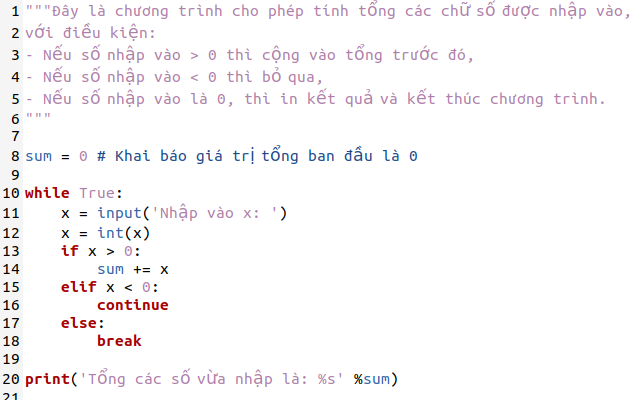 1 """Đây là chương trình cho phép tính tổng các chữ số được nhập vào,
2 với điều kiện:
3 - Nếu số nhập vào > 0 thì cộng vào tổng trước đó,
4 - Nếu số nhập vào < 0 thì bỏ qua,
5 - Nếu số nhập vào là 0, thì in kết quả và kết thúc chương trình.
6 """
7
8 sum = 0 # Khai báo giá trị tổng ban đầu là 0
9
10 while True:
11     x = input('Nhập vào x: ')
12     x = int(x)
13     if x > 0:
14         sum += x
15     elif x < 0:
16         continue
17     else:
18         break
19
20 print('Tổng các số vừa nhập là: %s' %sum)
21